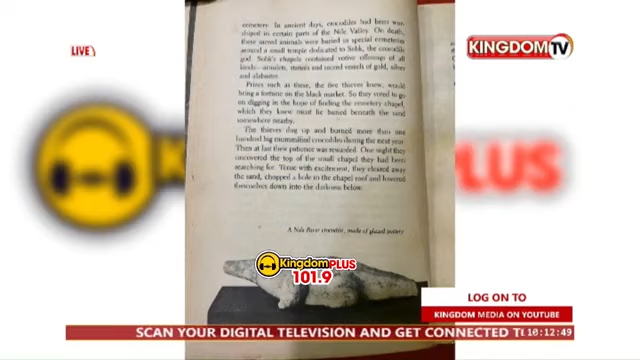 LIVE
KINGDOM TV
cemetery. In ancient days, crocodiles had been wor-
shiped in certain parts of the Nile Valley. On death,
these sacred animals were buried in special cemeteries
around a small temple dedicated to Sobk, the crocodile
god. Sobk's chapels contained votive offerings of all
kinds—amulets, statues and sacred vessels of gold, silver
and alabaster.
Prizes such as these, the five thieves knew, would
bring a fortune on the black market. So they voted to go
on digging in the hope of finding the cemetery chapel,
which they knew must lie buried beneath the sand
somewhere nearby.
The thieves dug up and burned more than one
hundred big mummified crocodiles during the next year.
Then at last their patience was rewarded. One night they
uncovered the top of the small chapel they had been
searching for. Tense with excitement, they cleared away
the sand, chopped a hole in the chapel roof and lowered
themselves down into the darkness below.
A Nile River crocodile, made of glazed pottery
Kingdom PLUS
101.9
Kingdom
PLUS
LOG ON TO
KINGDOM MEDIA ON YOUTUBE
SCAN YOUR DIGITAL TELEVISION AND GET CONNECTED
10:12:49